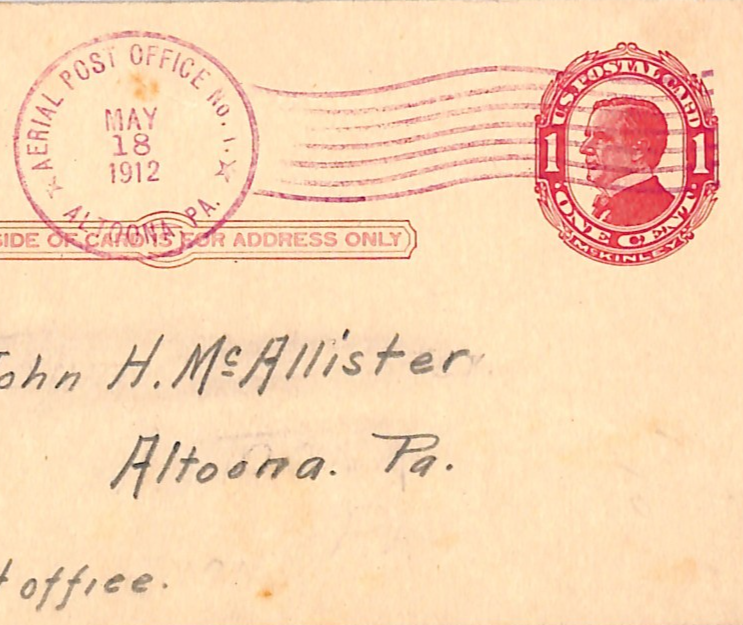 AERIAL POST OFFICE No. 1.
MAY
18
1912
ALTOONA, PA.
U.S. POSTAL CARD
1 1
ONE CENT
McKINLEY
SIDE OF CARD IS FOR ADDRESS ONLY
John H. McAllister
Altoona. Pa.
t office.